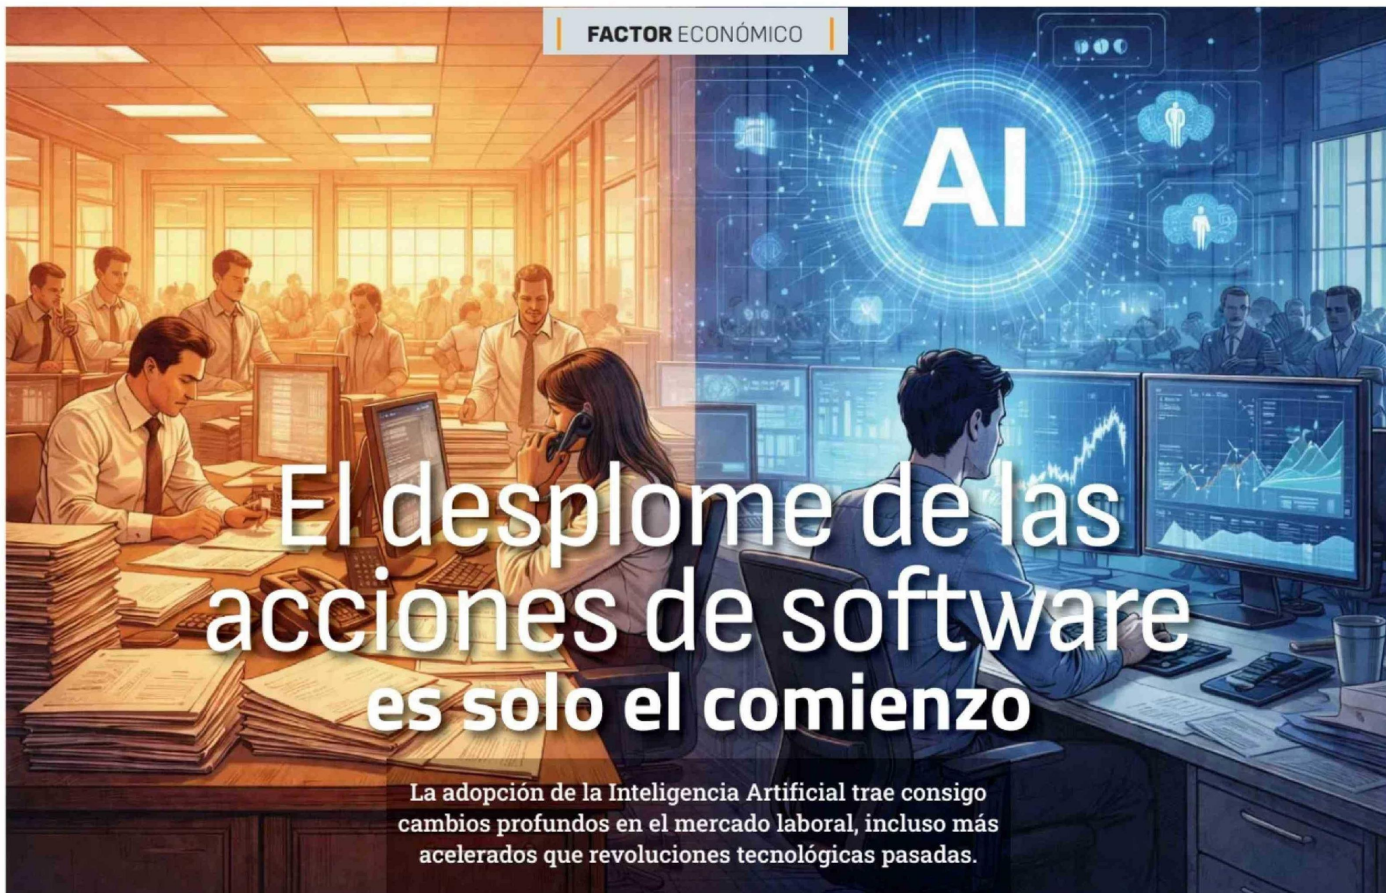 FACTOR ECONÓMICO
AI
El desplome de las
acciones de software
es solo el comienzo
La adopción de la Inteligencia Artificial trae consigo
cambios profundos en el mercado laboral, incluso más
acelerados que revoluciones tecnológicas pasadas.